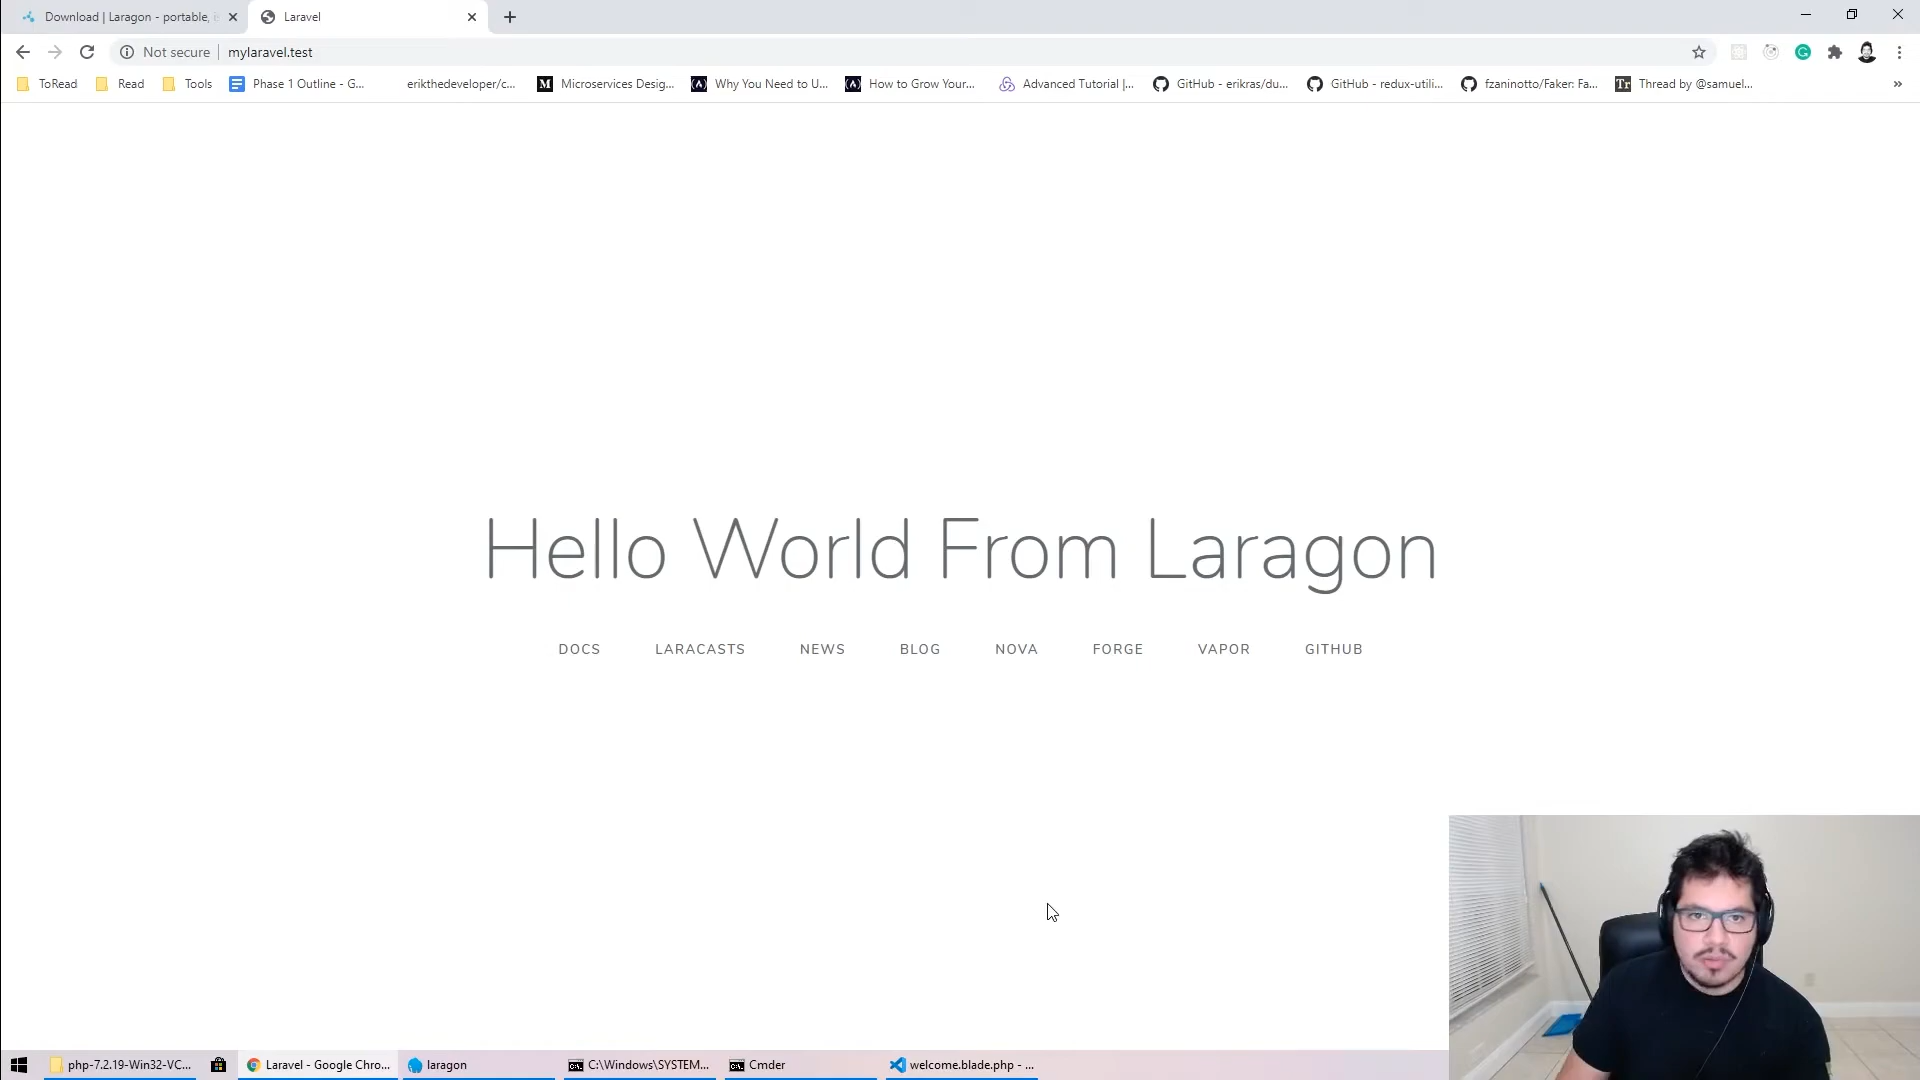 Download | Laragon - portable,
Laravel
Not secure
mylaravel.test
ToRead
Read
Tools
Phase 1 Outline - G...
erikthedeveloper/c...
Microservices Desig...
Why You Need to U...
How to Grow Your...
Advanced Tutorial |...
GitHub - erikras/du...
GitHub - redux-utili...
fzaninotto/Faker: Fa...
Thread by @samuel...
Hello World From Laragon
DOCS LARACASTS NEWS BLOG NOVA FORGE VAPOR GITHUB
php-7.2.19-Win32-VC...
Laravel - Google Chro...
laragon
C:\Windows\SYSTEM...
Cmder
welcome.blade.php - ...